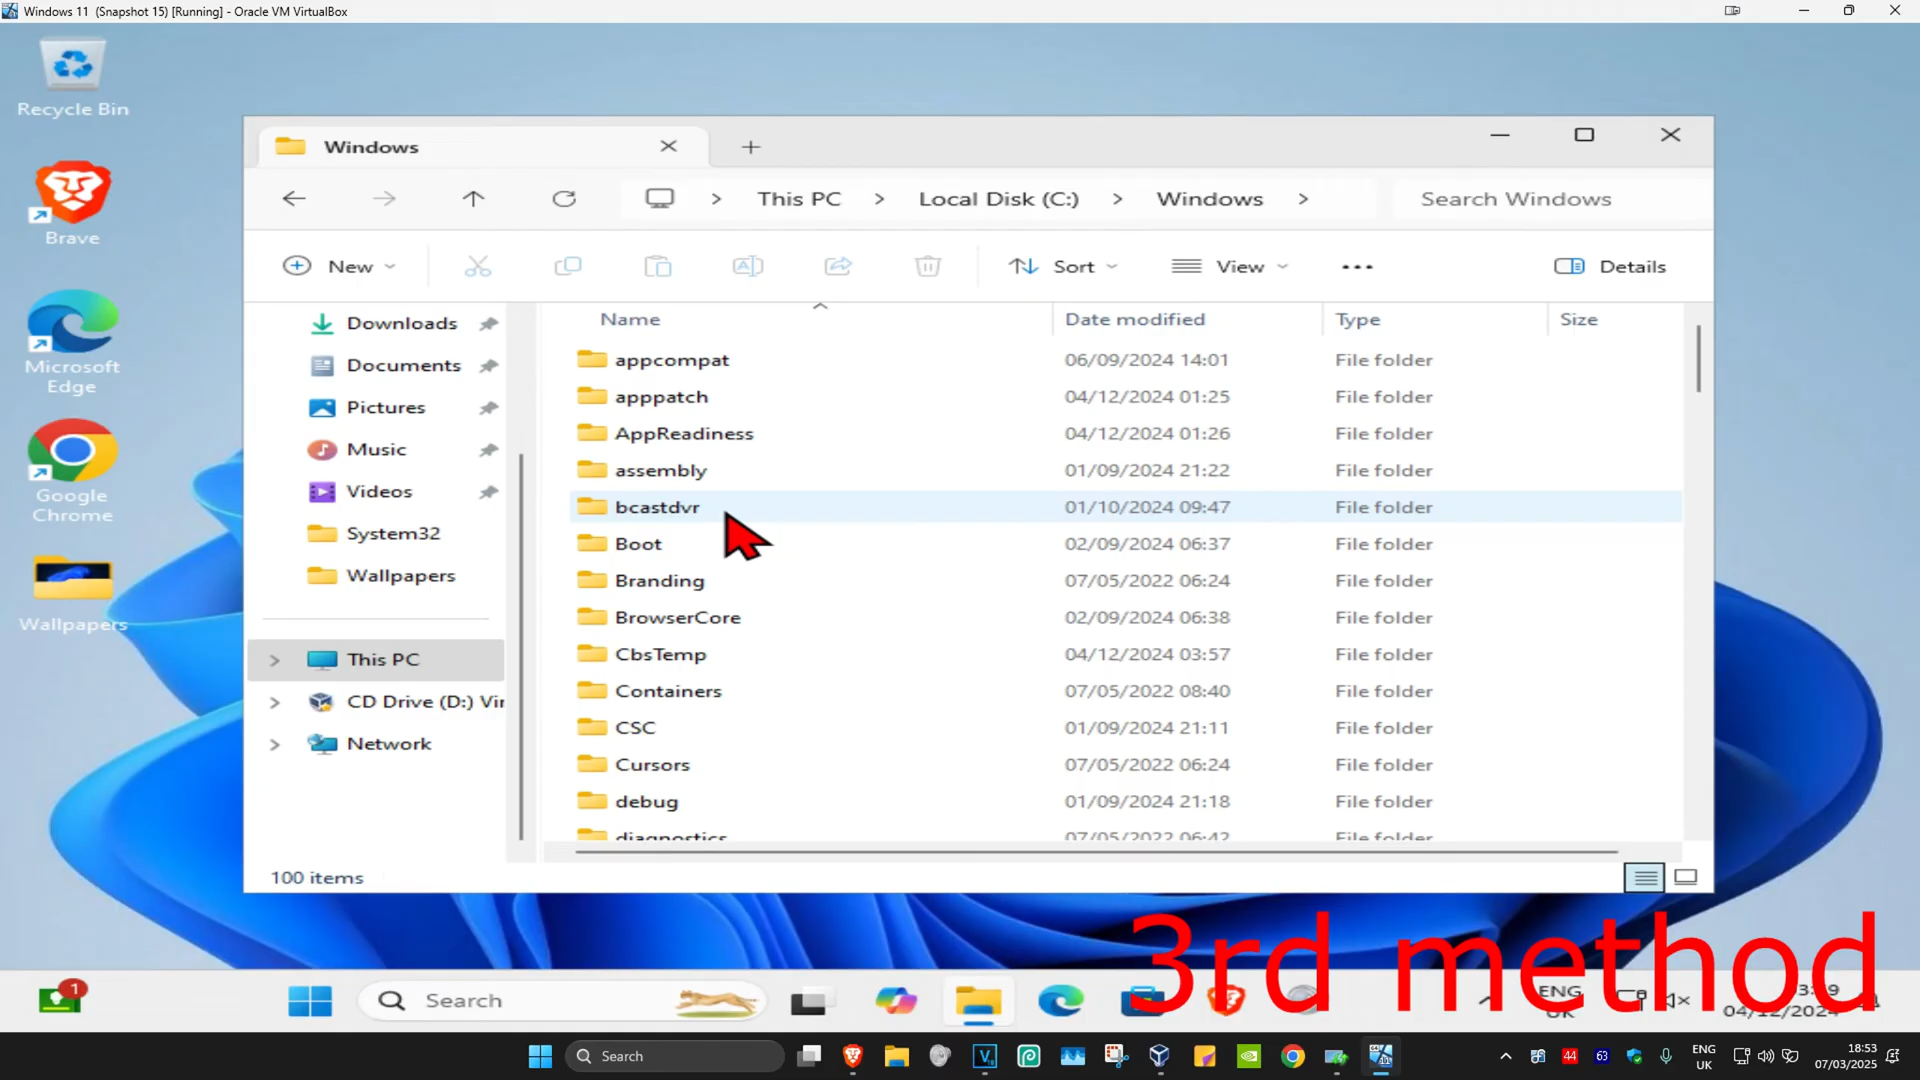 Windows 11 (Snapshot 15) [Running] - Oracle VM VirtualBox
Recycle Bin
Brave
Microsoft
Edge
Google
Chrome
Wallpapers
Windows
This PC > Local Disk (C:) > Windows >
Search Windows
New
Sort
View
Details
Downloads
Documents
Pictures
Music
Videos
System32
Wallpapers
This PC
CD Drive (D:) Vir
Network
Name Date modified Type Size
appcompat 06/09/2024 14:01 File folder
apppatch 04/12/2024 01:25 File folder
AppReadiness 04/12/2024 01:26 File folder
assembly 01/09/2024 21:22 File folder
bcastdvr 01/10/2024 09:47 File folder
Boot 02/09/2024 06:37 File folder
Branding 07/05/2022 06:24 File folder
BrowserCore 02/09/2024 06:38 File folder
CbsTemp 04/12/2024 03:57 File folder
Containers 07/05/2022 08:40 File folder
CSC 01/09/2024 21:11 File folder
Cursors 07/05/2022 06:24 File folder
debug 01/09/2024 21:18 File folder
diagnostics 07/05/2022 06:42 File folder
100 items
3rd method
1
Search
ENG
UK
04/12/2024
Search
44
63
ENG
UK
18:53
07/03/2025